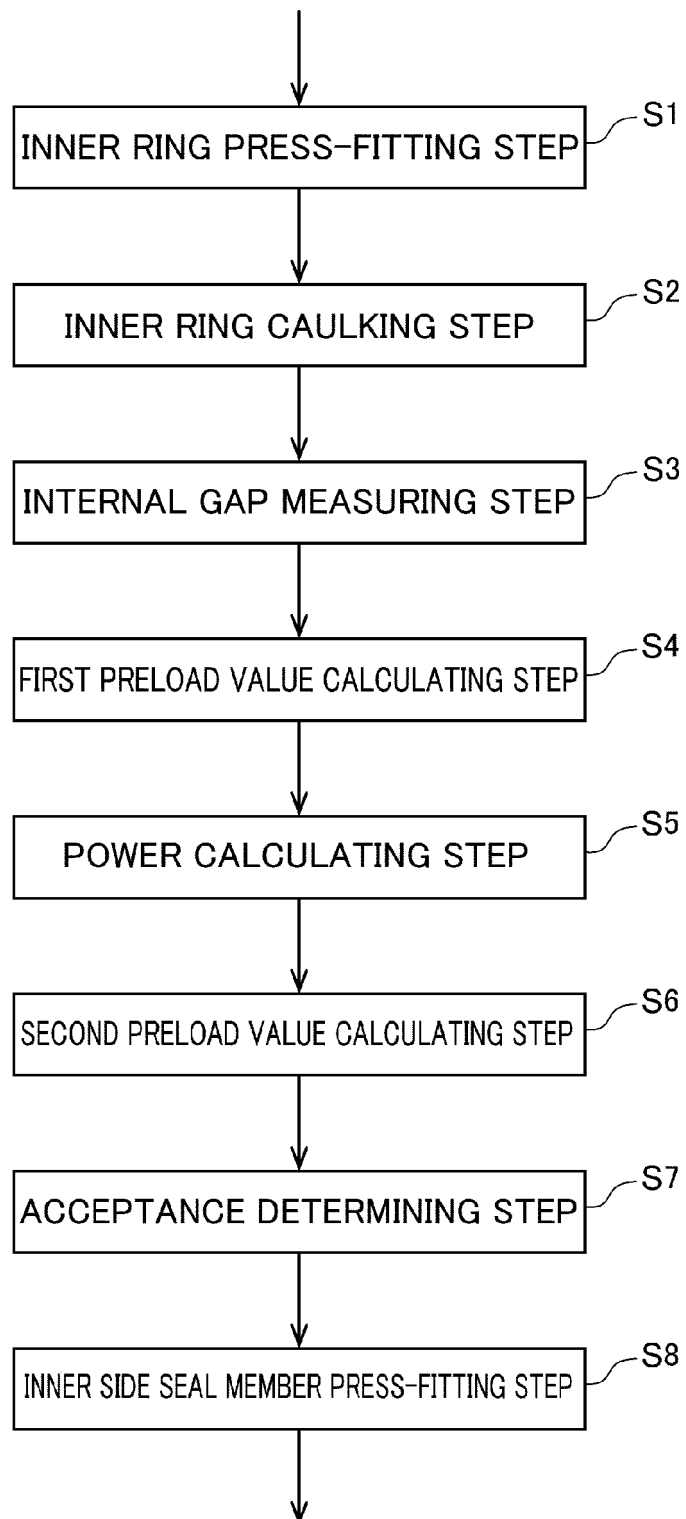 S1
INNER RING PRESS-FITTING STEP
S2
INNER RING CAULKING STEP
S3
INTERNAL GAP MEASURING STEP
S4
FIRST PRELOAD VALUE CALCULATING STEP
S5
POWER CALCULATING STEP
S6
SECOND PRELOAD VALUE CALCULATING STEP
S7
ACCEPTANCE DETERMINING STEP
S8
INNER SIDE SEAL MEMBER PRESS-FITTING STEP